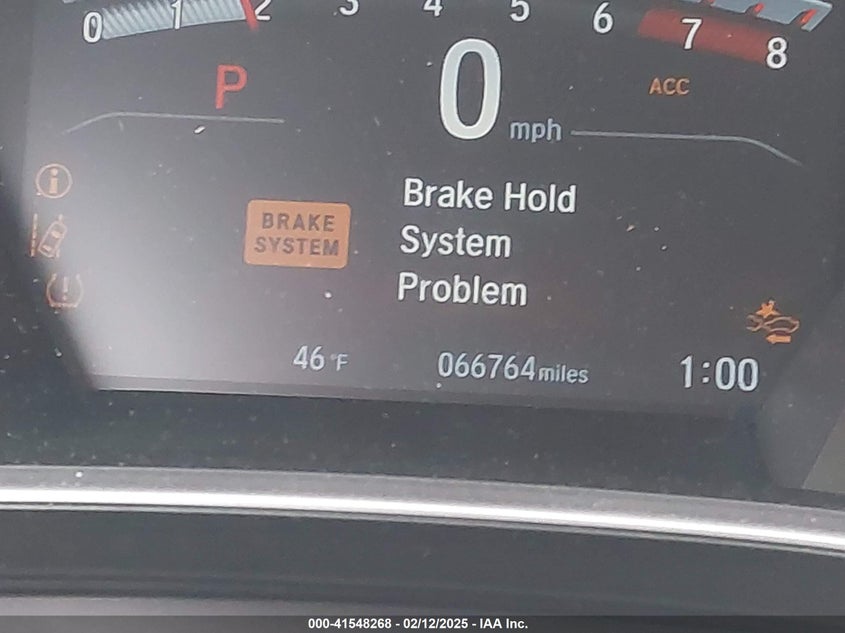 0 1 2 3 4 5 6 7 8
P
0 mph
ACC
BRAKE
SYSTEM
Brake Hold
System
Problem
46°F
066764 miles
1:00
000-41548268 - 02/12/2025 - IAA Inc.